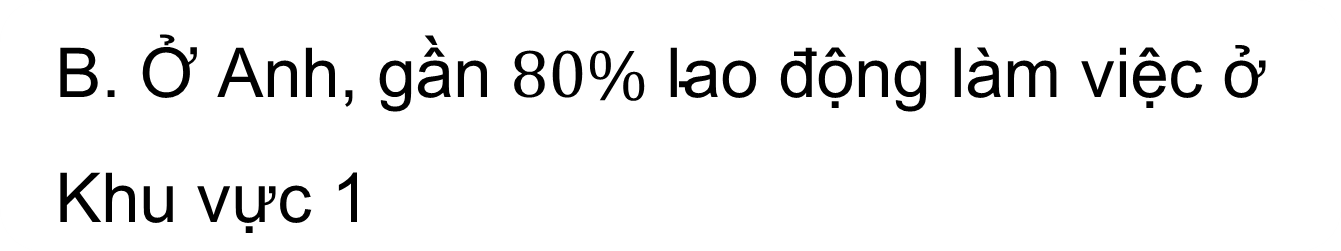 B. Ở Anh, gần 80% lao động làm việc ở
Khu vực 1